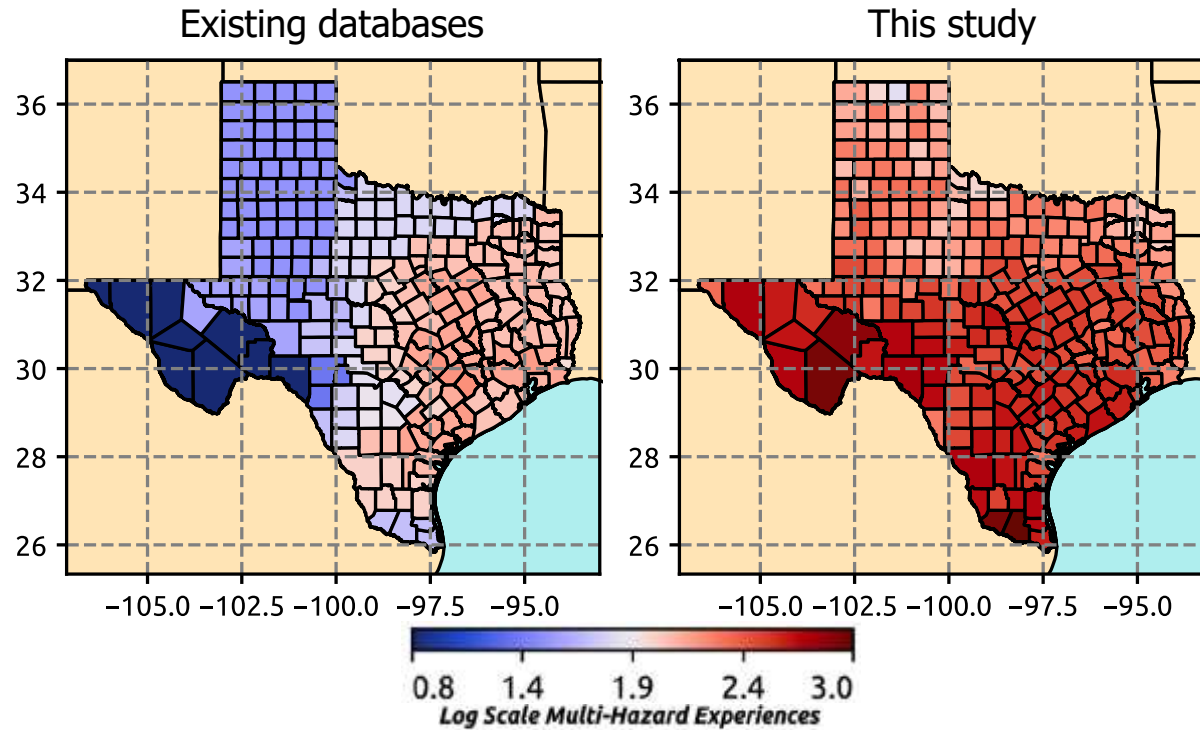 Existing databases
This study
36
34
32
30
28
26
−105.0 −102.5 −100.0 −97.5 −95.0
36
34
32
30
28
26
−105.0 −102.5 −100.0 −97.5 −95.0
0.8 1.4 1.9 2.4 3.0
Log Scale Multi-Hazard Experiences